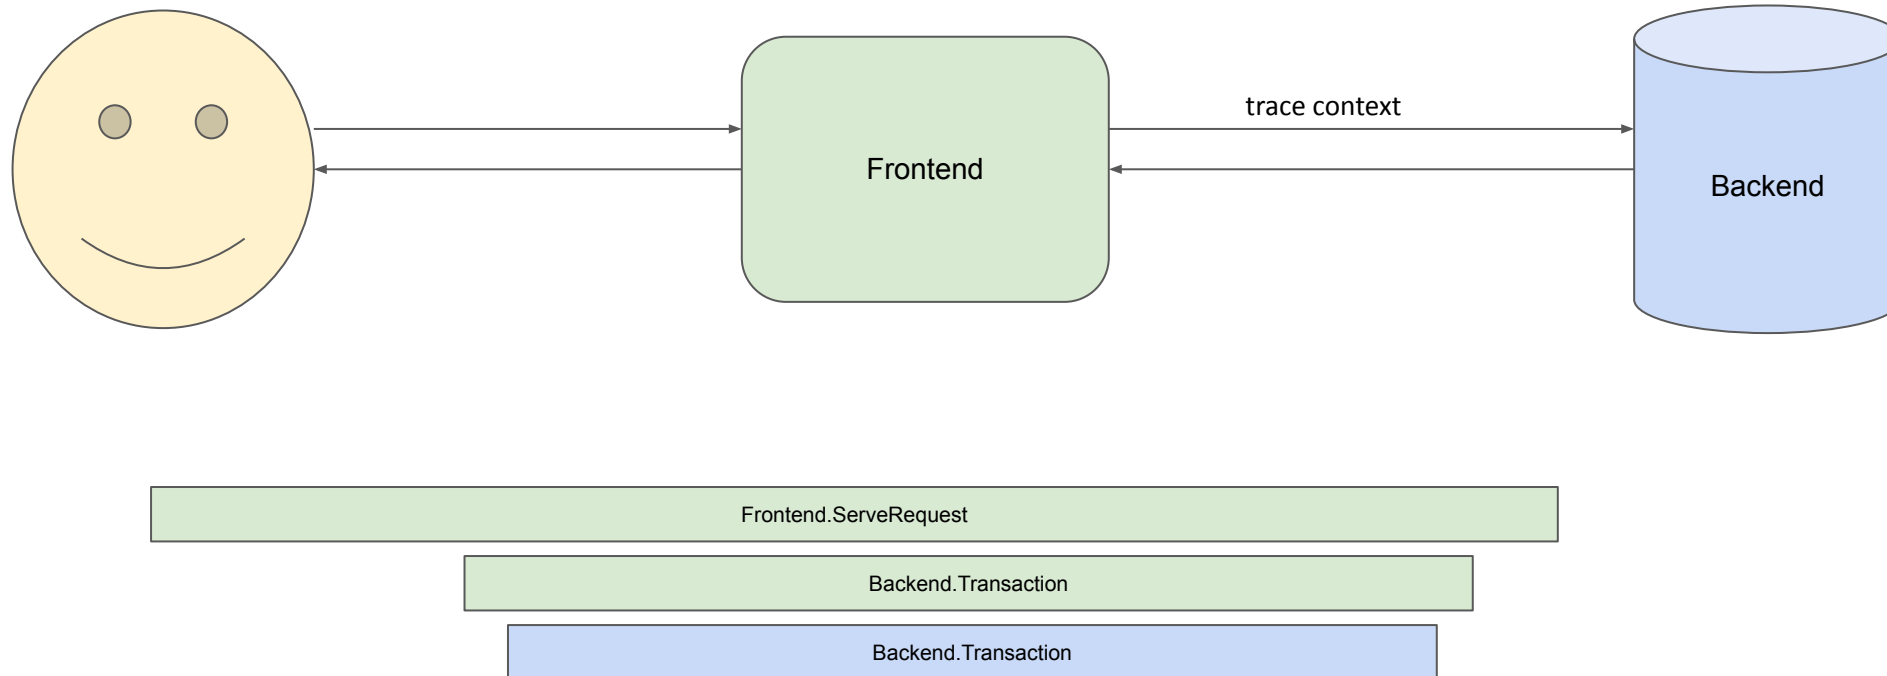 trace context
Frontend
Backend
Frontend.ServeRequest
Backend.Transaction
Backend.Transaction